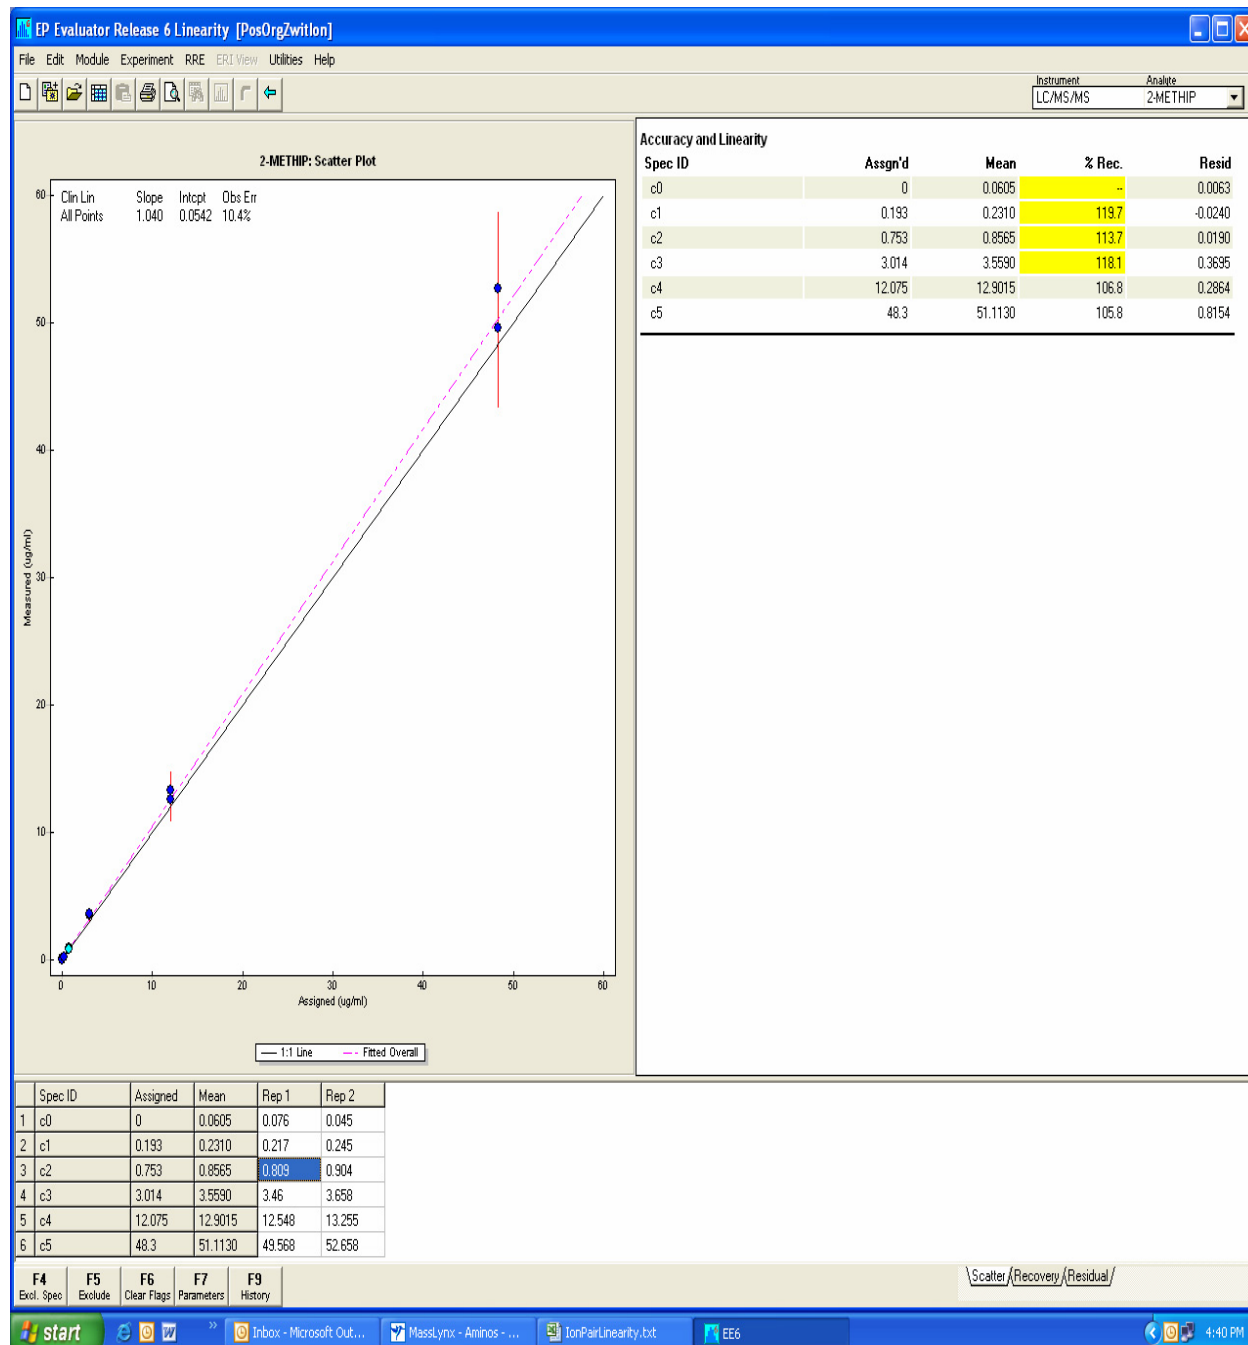 EP Evaluator Release 6 Linearity [PosOrgZwitIon]
File Edit Module Experiment RRE ERI View Utilities Help
Instrument Analyte
LC/MS/MS 2-METHIP
2-METHIP: Scatter Plot
Clin Lin Slope Intcpt Obs Err
All Points 1.040 0.0542 10.4%
60
50
40
30
20
10
0
Measured (ug/ml)
0 10 20 30 40 50 60
Assigned (ug/ml)
1:1 Line Fitted Overall
Accuracy and Linearity
Spec ID Assgn'd Mean % Rec. Resid
c0 0 0.0605 -- 0.0063
c1 0.193 0.2310 119.7 -0.0240
c2 0.753 0.8565 113.7 0.0190
c3 3.014 3.5590 118.1 0.3695
c4 12.075 12.9015 106.8 0.2864
c5 48.3 51.1130 105.8 0.8154
Spec ID Assigned Mean Rep 1 Rep 2
1 c0 0 0.0605 0.076 0.045
2 c1 0.193 0.2310 0.217 0.245
3 c2 0.753 0.8565 0.809 0.904
4 c3 3.014 3.5590 3.46 3.658
5 c4 12.075 12.9015 12.548 13.255
6 c5 48.3 51.1130 49.568 52.658
F4 F5 F6 F7 F9
Excl. Spec Exclude Clear Flags Parameters History
Scatter Recovery Residual
start » Inbox - Microsoft Out... MassLynx - Aminos - ... IonPairLinearity.txt EE6 4:40 PM